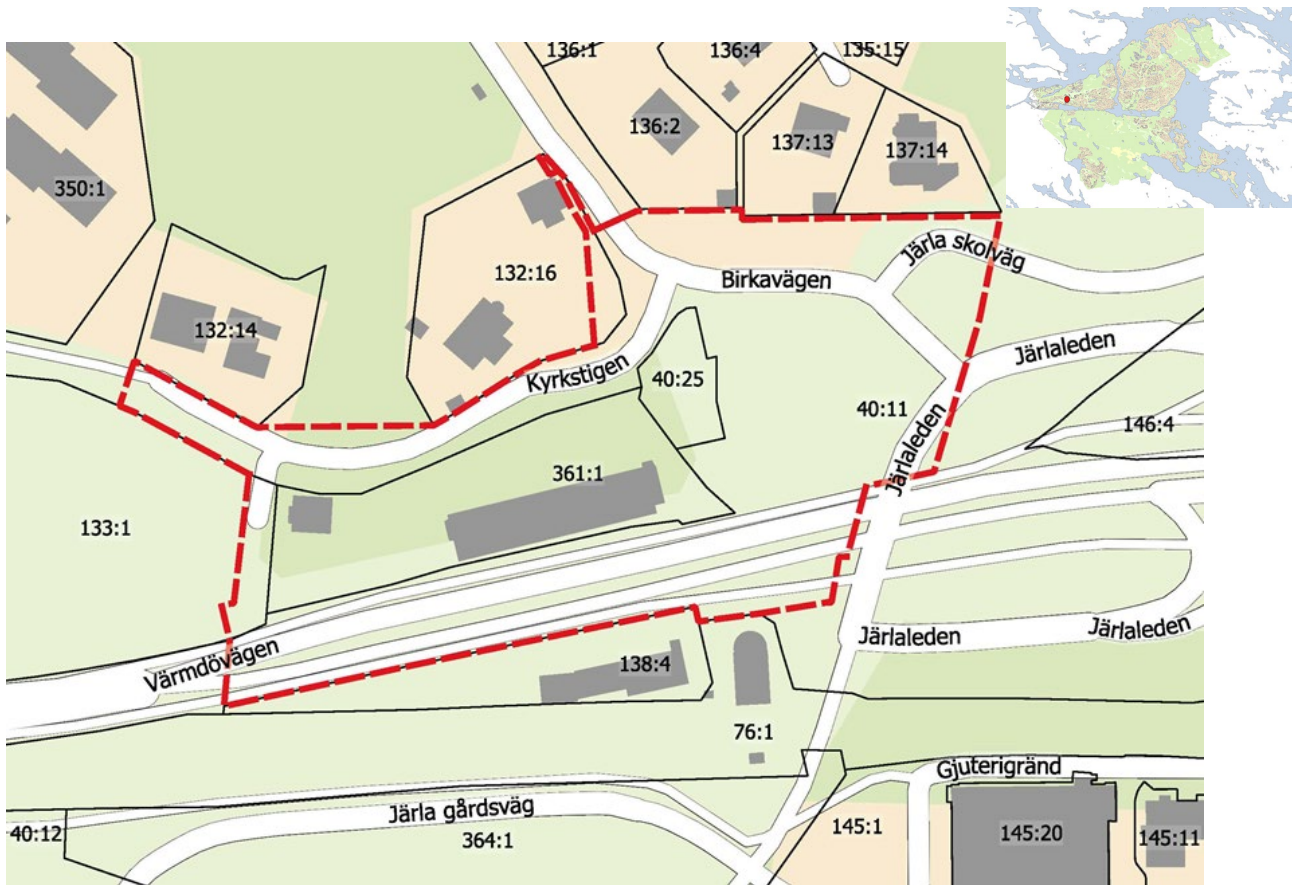 136:1
136:4
135:15
136:2
137:13
137:14
350:1
Järla skolväg
132:16
Birkavägen
132:14
Järlaleden
Kyrkstigen
40:25
40:11
146:4
Järlaleden
361:1
133:1
Järlaleden
Järlaleden
Värmdövägen
138:4
76:1
Gjuterigränd
Järla gårdsväg
40:12
364:1
145:1
145:20
145:11